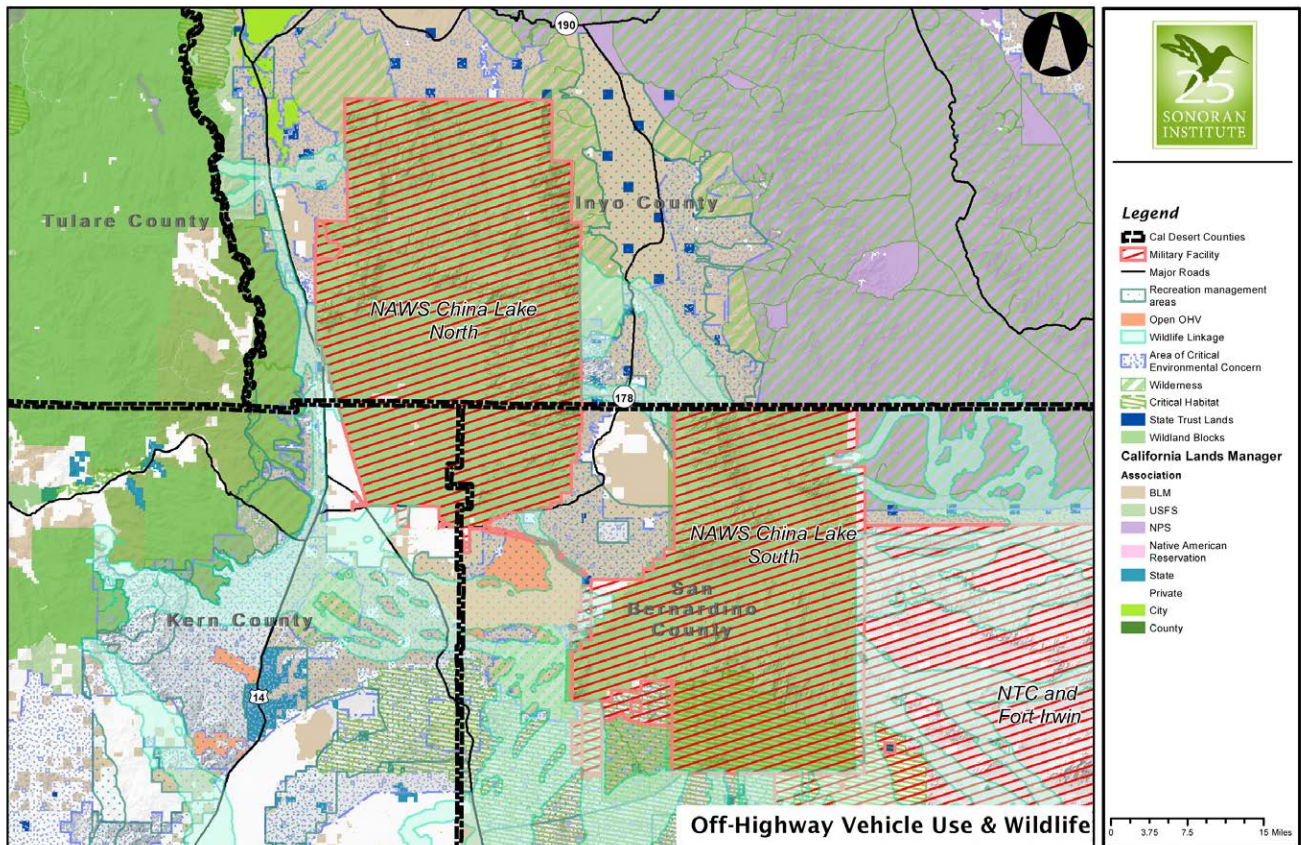 190
Tulare County
Inyo County
NAWS China Lake
North
178
NAWS China Lake
South
San
Bernardino
County
Kern County
14
NTC and
Fort Irwin
Off-Highway Vehicle Use & Wildlife
25
SONORAN
INSTITUTE
Legend
Cal Desert Counties
Military Facility
Major Roads
Recreation management
areas
Open OHV
Wildlife Linkage
Area of Critical
Environmental Concern
Wilderness
Critical Habitat
State Trust Lands
Wildland Blocks
California Lands Manager
Association
BLM
USFS
NPS
Native American
Reservation
State
Private
City
County
0 3.75 7.5 15 Miles